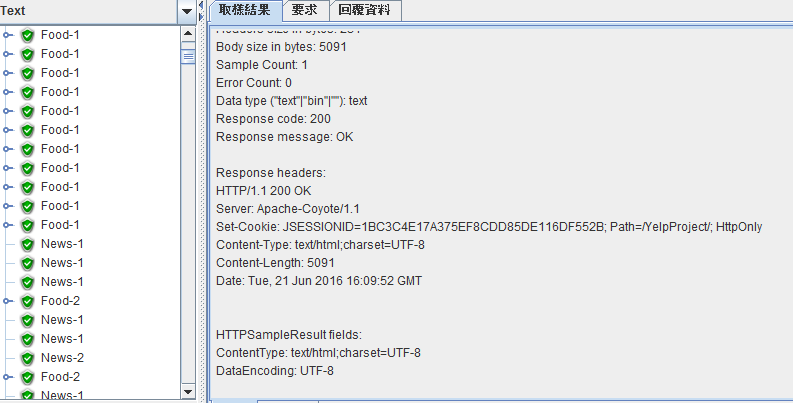 Text
Food-1
Food-1
Food-1
Food-1
Food-1
Food-1
Food-1
Food-1
Food-1
Food-1
Food-1
News-1
News-1
News-1
Food-2
News-1
News-1
News-2
Food-2
News-1
取樣結果 要求 回覆資料
Headers size in bytes: 234
Body size in bytes: 5091
Sample Count: 1
Error Count: 0
Data type ("text"|"bin"|""): text
Response code: 200
Response message: OK
Response headers:
HTTP/1.1 200 OK
Server: Apache-Coyote/1.1
Set-Cookie: JSESSIONID=1BC3C4E17A375EF8CDD85DE116DF552B; Path=/YelpProject/; HttpOnly
Content-Type: text/html;charset=UTF-8
Content-Length: 5091
Date: Tue, 21 Jun 2016 16:09:52 GMT
HTTPSampleResult fields:
ContentType: text/html;charset=UTF-8
DataEncoding: UTF-8